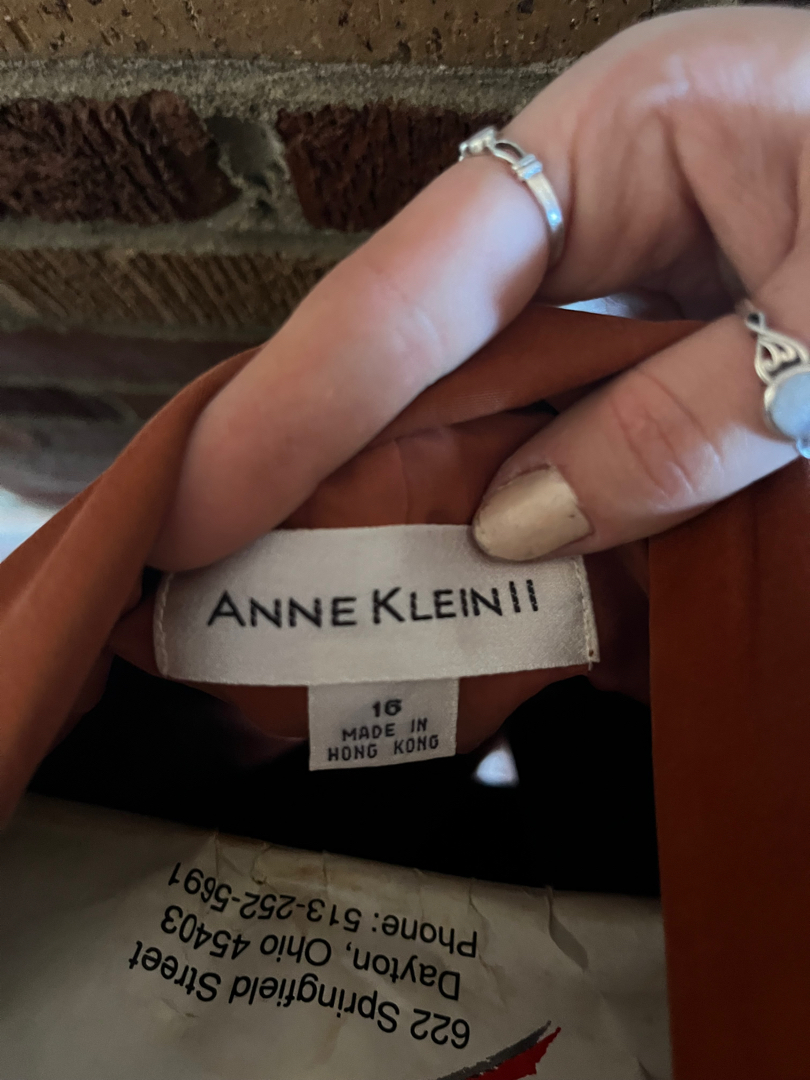 ANNE KLEIN II
16
MADE IN
HONG KONG
622 Springfield Street
Dayton, Ohio 45403
Phone: 513-252-5691